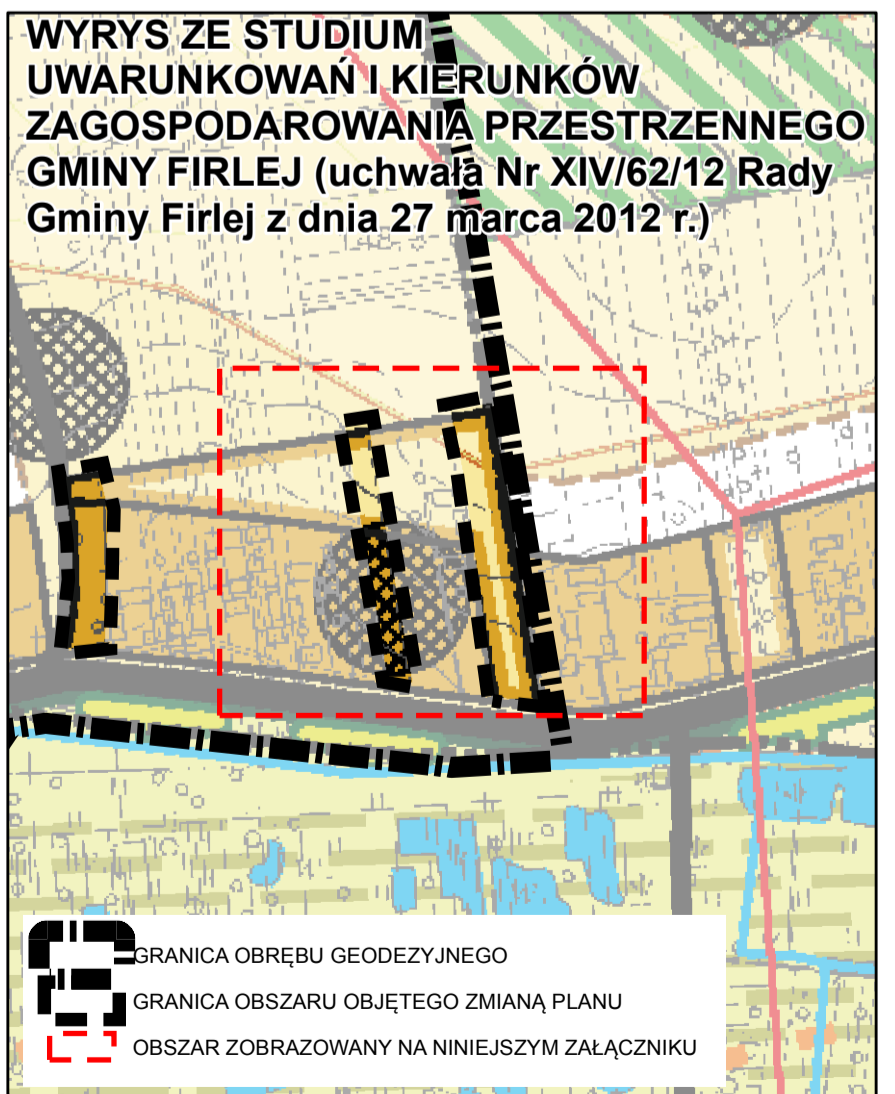 WYRYS ZE STUDIUM
UWARUNKOWAŃ I KIERUNKÓW
ZAGOSPODAROWANIA PRZESTRZENNEGO
GMINY FIRLEJ (uchwała Nr XIV/62/12 Rady
Gminy Firlej z dnia 27 marca 2012 r.)
GRANICA OBRĘBU GEODEZYJNEGO
GRANICA OBSZARU OBJĘTEGO ZMIANĄ PLANU
OBSZAR ZOBRAZOWANY NA NINIEJSZYM ZAŁĄCZNIKU